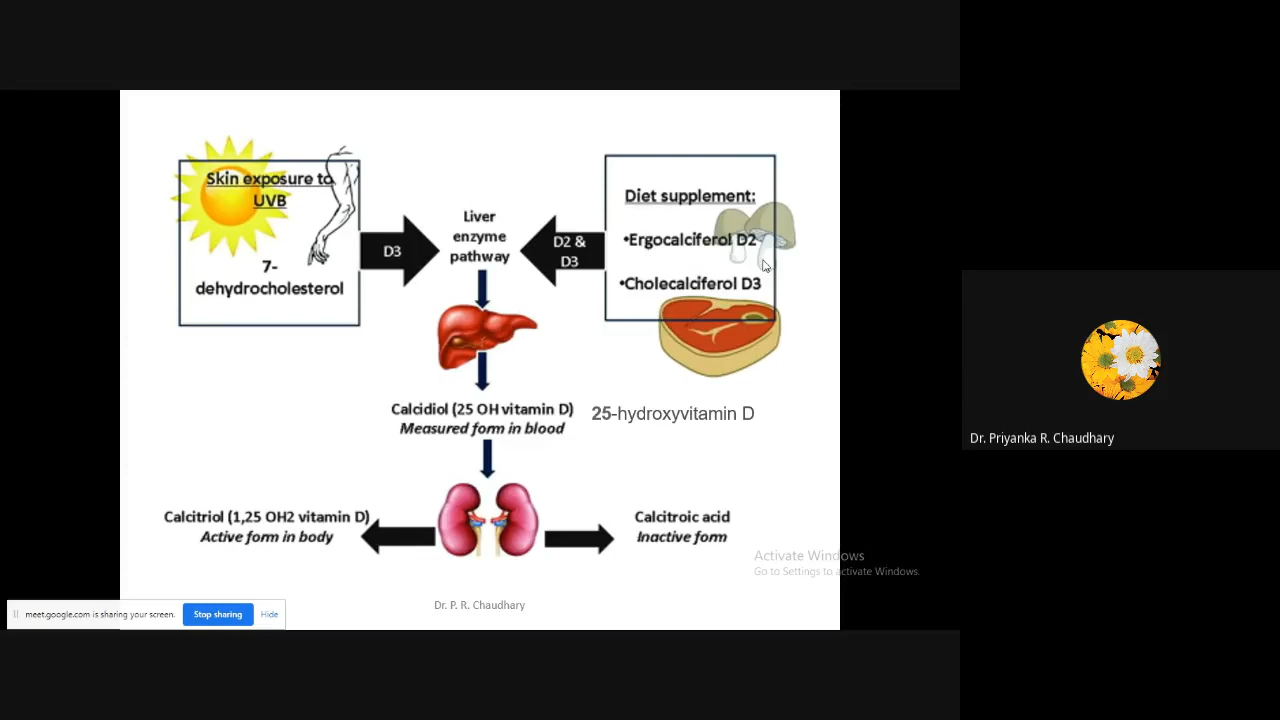 Skin exposure to
UVB
7-
dehydrocholesterol
D3
Liver
enzyme
pathway
D2 &
D3
Diet supplement:
•Ergocalciferol D2
•Cholecalciferol D3
Calcidiol (25 OH vitamin D)
Measured form in blood
25-hydroxyvitamin D
Calcitriol (1,25 OH2 vitamin D)
Active form in body
Calcitroic acid
Inactive form
Activate Windows
Go to Settings to activate Windows.
Dr. P. R. Chaudhary
meet.google.com is sharing your screen.
Stop sharing
Hide
Dr. Priyanka R. Chaudhary